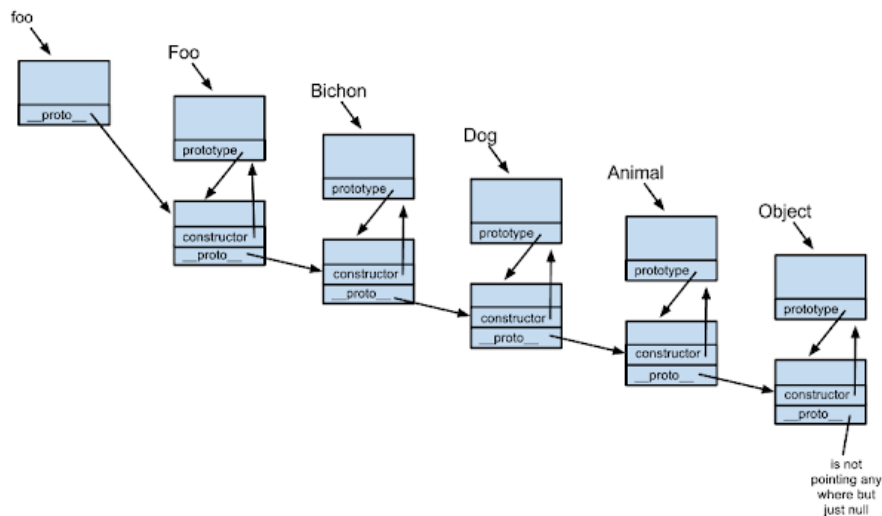 foo
__proto__
Foo
prototype
constructor
__proto__
Bichon
prototype
constructor
__proto__
Dog
prototype
constructor
__proto__
Animal
prototype
constructor
__proto__
Object
prototype
constructor
__proto__
is not
pointing any
where but
just null